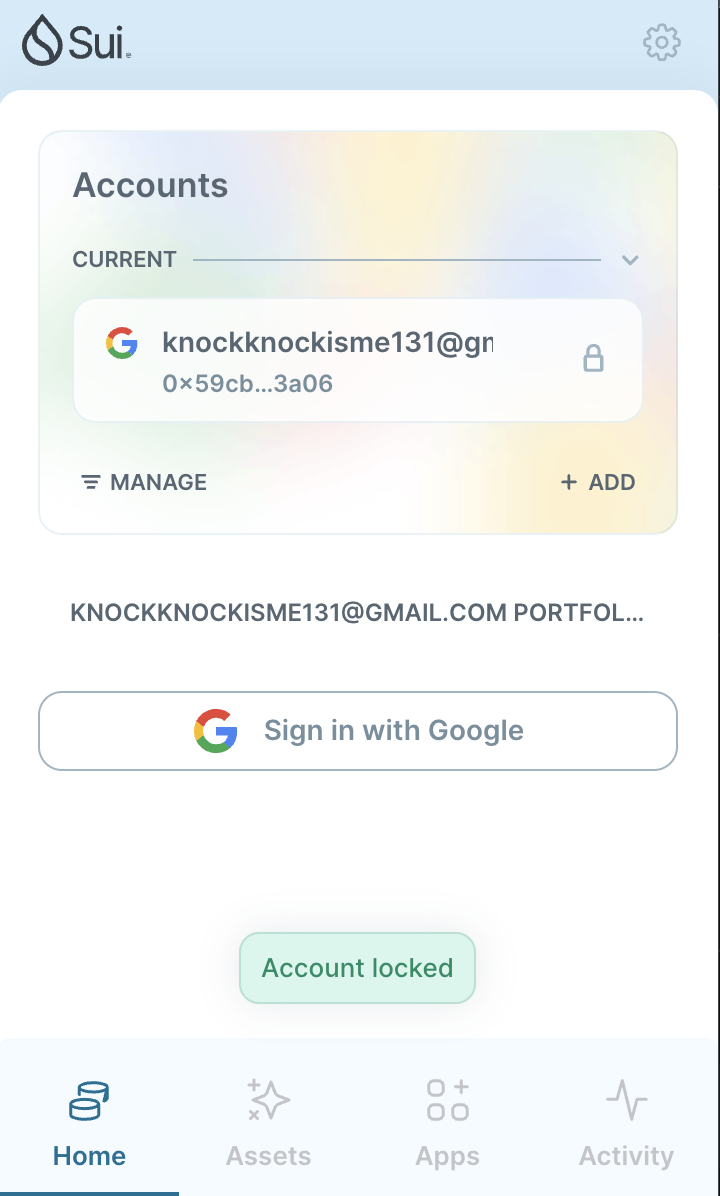 Sui
Accounts
CURRENT
knockknockisme131@gm
0×59cb...3a06
MANAGE
+ ADD
KNOCKKNOCKISME131@GMAIL.COM PORTFOL...
Sign in with Google
Account locked
Home
Assets
Apps
Activity